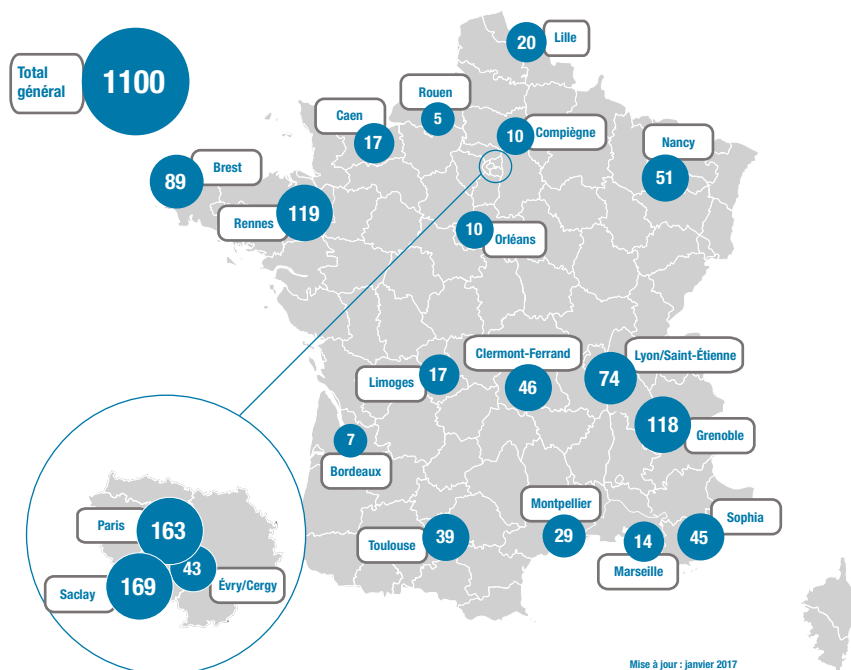 Total
général
1100
20
Lille
Rouen
5
Caen
17
10
Compiègne
Nancy
51
89
Brest
Rennes
119
10
Orléans
Clermont-Ferrand
46
Lyon/Saint-Étienne
74
Limoges
17
118
Grenoble
7
Bordeaux
Montpellier
29
Toulouse
39
14
Marseille
Sophia
45
Paris
163
43
Évry/Cergy
Saclay
169
Mise à jour : janvier 2017